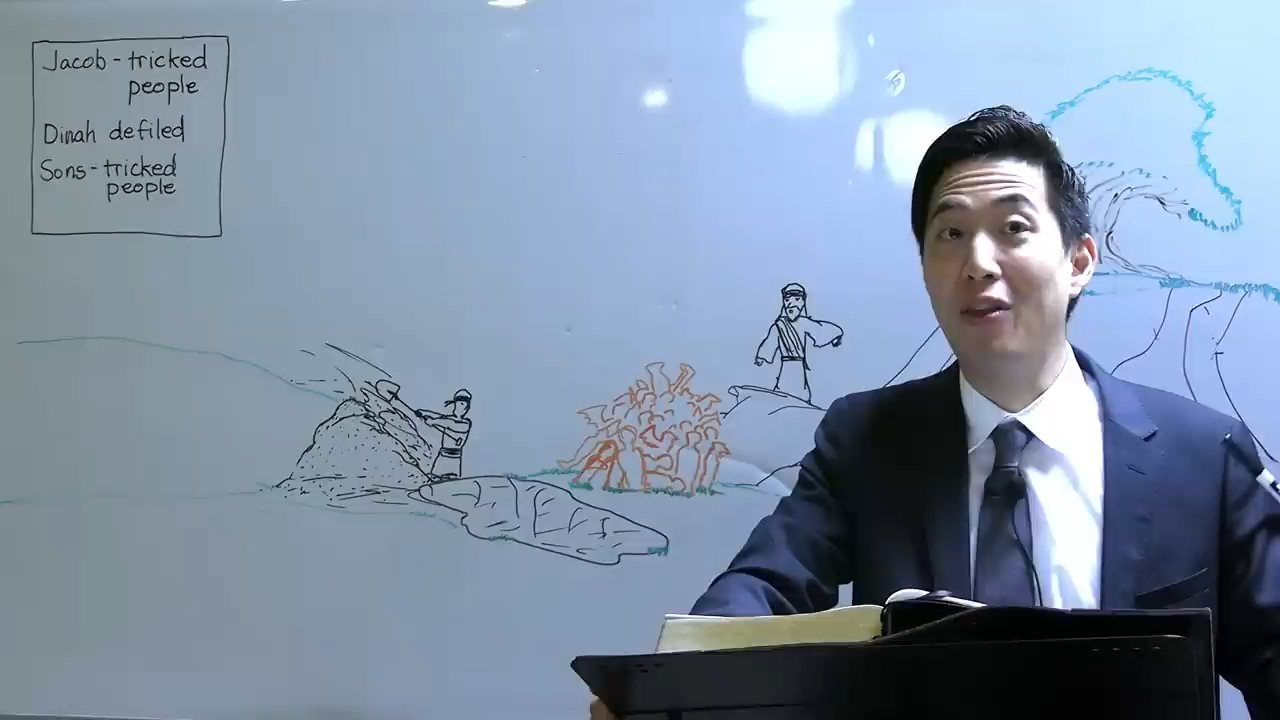 Jacob - tricked
people
Dinah defiled
Sons - tricked
people